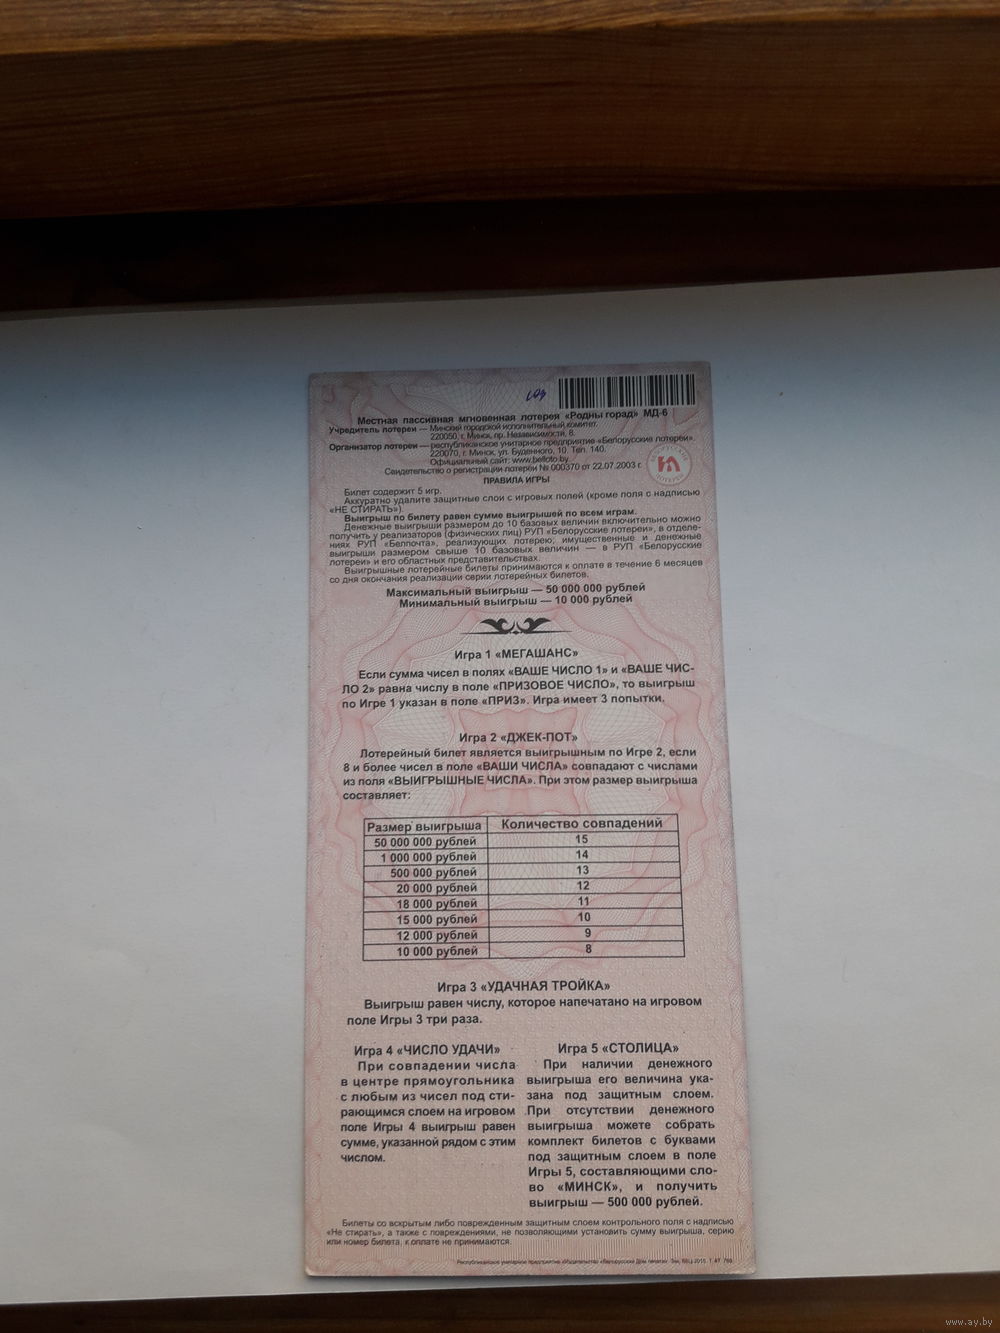 Местная пассивная мгновенная лотерея «Родны горад» МД-6
Учредитель лотереи — Минский городской исполнительный комитет.
220050, г. Минск, пр. Независимости, 8.
Организатор лотереи — республиканское унитарное предприятие «Белорусские лотереи».
220070, г. Минск, ул. Буденного, 10. Тел. 140.
Официальный сайт: www.belloto.by
Свидетельство о регистрации лотереи № 000370 от 22.07.2003 г.
БЕЛОРУССКИЕ ЛОТЕРЕИ
ПРАВИЛА ИГРЫ
Билет содержит 5 игр.
Аккуратно удалите защитные слои с игровых полей (кроме поля с надписью
«НЕ СТИРАТЬ»).
Выигрыш по билету равен сумме выигрышей по всем играм.
Денежные выигрыши размером до 10 базовых величин включительно можно
получить у реализаторов (физических лиц) РУП «Белорусские лотереи», в отделе-
ниях РУП «Белпочта», реализующих лотерею; имущественные и денежные
выигрыши размером свыше 10 базовых величин — в РУП «Белорусские
лотереи» и его областных представительствах.
Выигрышные лотерейные билеты принимаются к оплате в течение 6 месяцев
со дня окончания реализации серии лотерейных билетов.
Максимальный выигрыш — 50 000 000 рублей
Минимальный выигрыш — 10 000 рублей
Игра 1 «МЕГАШАНС»
Если сумма чисел в полях «ВАШЕ ЧИСЛО 1» и «ВАШЕ ЧИС-
ЛО 2» равна числу в поле «ПРИЗОВОЕ ЧИСЛО», то выигрыш
по Игре 1 указан в поле «ПРИЗ». Игра имеет 3 попытки.
Игра 2 «ДЖЕК-ПОТ»
Лотерейный билет является выигрышным по Игре 2, если
8 и более чисел в поле «ВАШИ ЧИСЛА» совпадают с числами
из поля «ВЫИГРЫШНЫЕ ЧИСЛА». При этом размер выигрыша
составляет:
Размер выигрыша Количество совпадений
50 000 000 рублей 15
1 000 000 рублей 14
500 000 рублей 13
20 000 рублей 12
18 000 рублей 11
15 000 рублей 10
12 000 рублей 9
10 000 рублей 8
Игра 3 «УДАЧНАЯ ТРОЙКА»
Выигрыш равен числу, которое напечатано на игровом
поле Игры 3 три раза.
Игра 4 «ЧИСЛО УДАЧИ»
При совпадении числа
в центре прямоугольника
с любым из чисел под сти-
рающимся слоем на игровом
поле Игры 4 выигрыш равен
сумме, указанной рядом с этим
числом.
Игра 5 «СТОЛИЦА»
При наличии денежного
выигрыша его величина ука-
зана под защитным слоем.
При отсутствии денежного
выигрыша можете собрать
комплект билетов с буквами
под защитным слоем в поле
Игры 5, составляющими сло-
во «МИНСК», и получить
выигрыш — 500 000 рублей.
Билеты со вскрытым либо поврежденным защитным слоем контрольного поля с надписью
«Не стирать», а также с повреждениями, не позволяющими установить сумму выигрыша, серию
или номер билета, к оплате не принимаются.
Республиканское унитарное предприятие «Издательство «Белорусский Дом печати».
www.ay.by